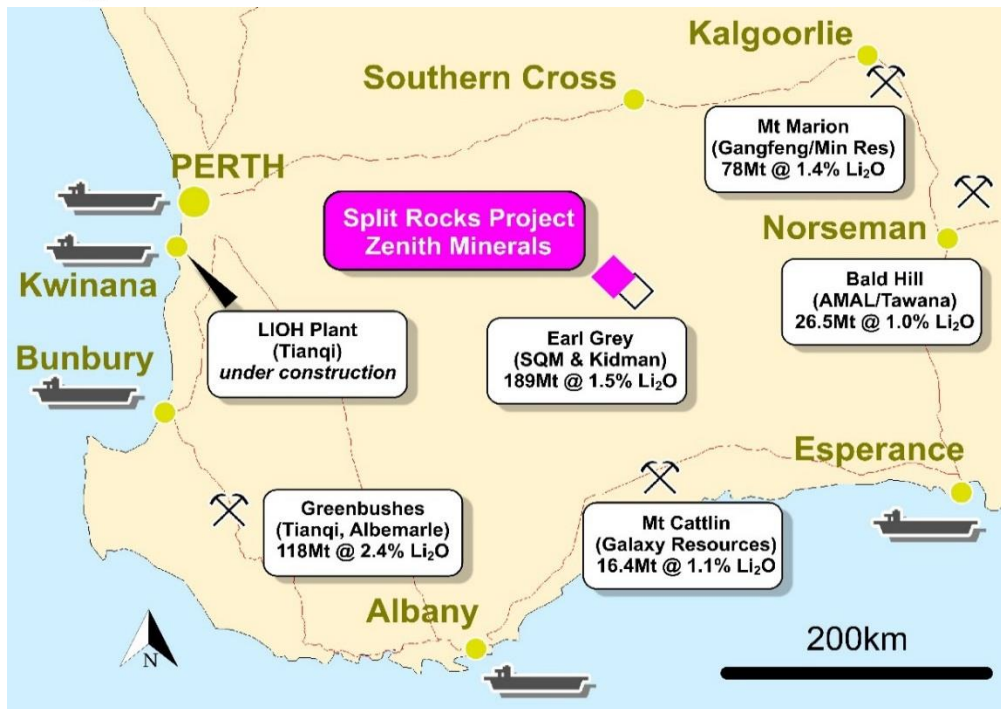 Kalgoorlie
Southern Cross
Mt Marion
(Gangfeng/Min Res)
78Mt @ 1.4% Li₂O
PERTH
Split Rocks Project
Zenith Minerals
Norseman
Kwinana
Bald Hill
(AMAL/Tawana)
26.5Mt @ 1.0% Li₂O
LIOH Plant
(Tianqi)
under construction
Earl Grey
(SQM & Kidman)
189Mt @ 1.5% Li₂O
Bunbury
Esperance
Greenbushes
(Tianqi, Albemarle)
118Mt @ 2.4% Li₂O
Mt Cattlin
(Galaxy Resources)
16.4Mt @ 1.1% Li₂O
Albany
200km
N